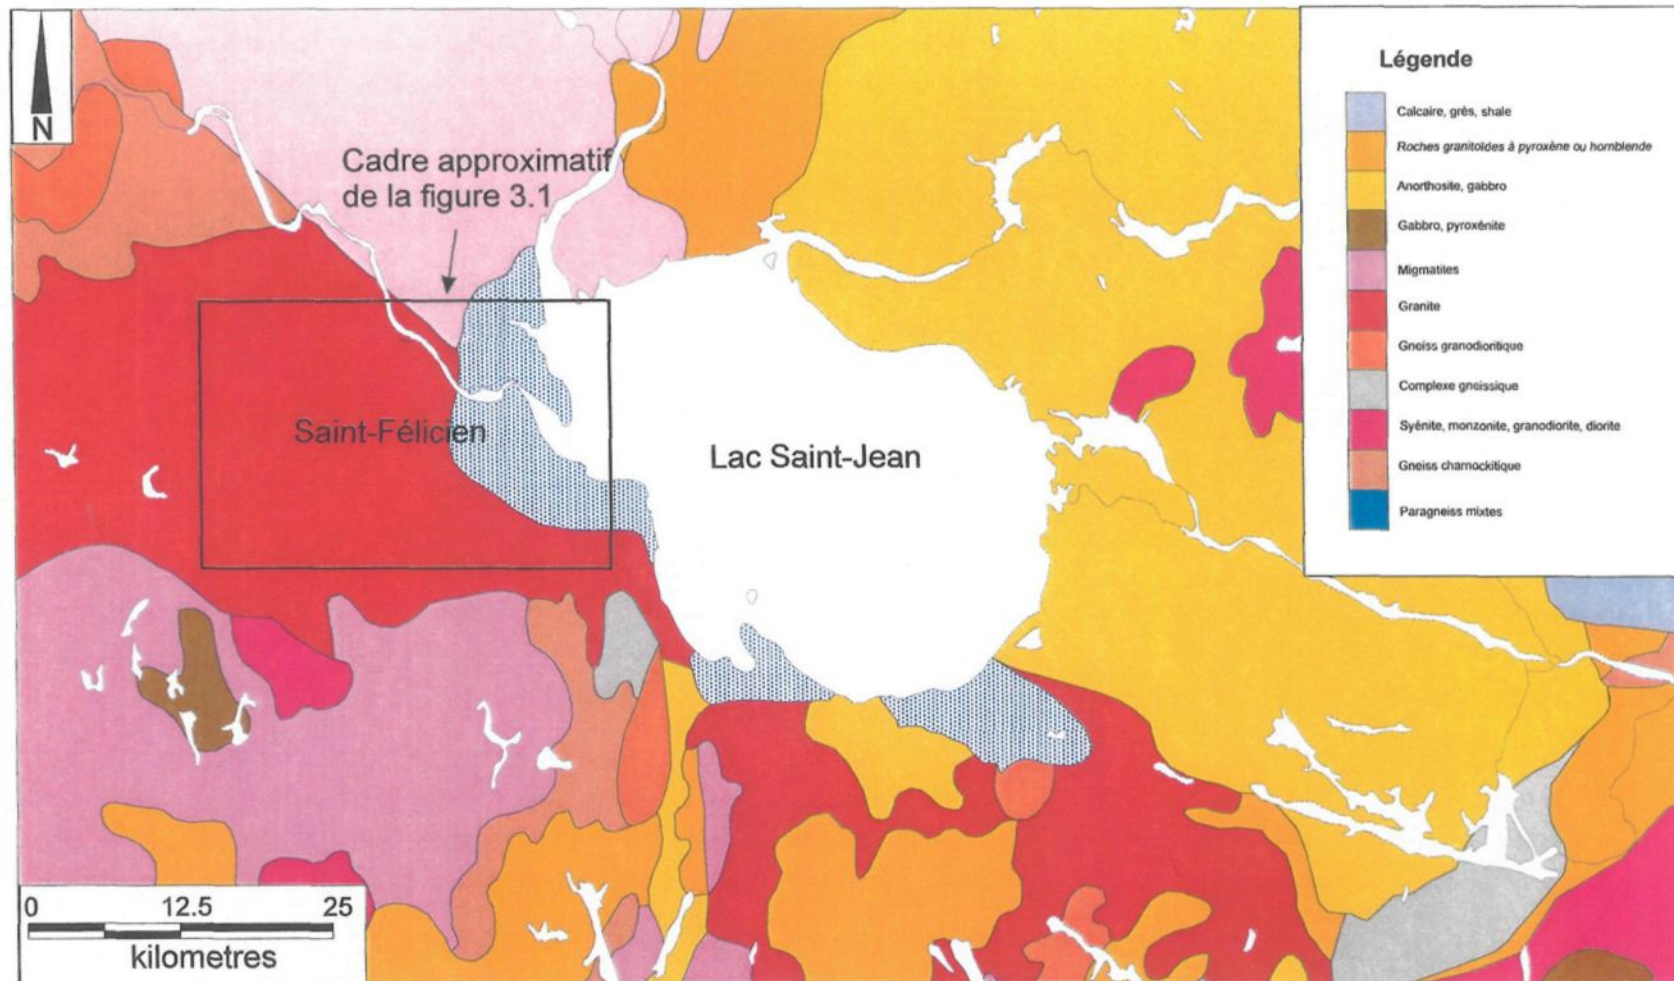 N
Cadre approximatif
de la figure 3.1
Saint-Félicien
Lac Saint-Jean
Légende
Calcaire, grès, shale
Roches granitoïdes à pyroxène ou hornblende
Anorthosite, gabbro
Gabbro, pyroxénite
Migmatites
Granite
Gneiss granodioritique
Complexe gneissique
Syénite, monzonite, granodiorite, diorite
Gneiss charnockitique
Paragneiss mixtes
0 12.5 25
kilometres